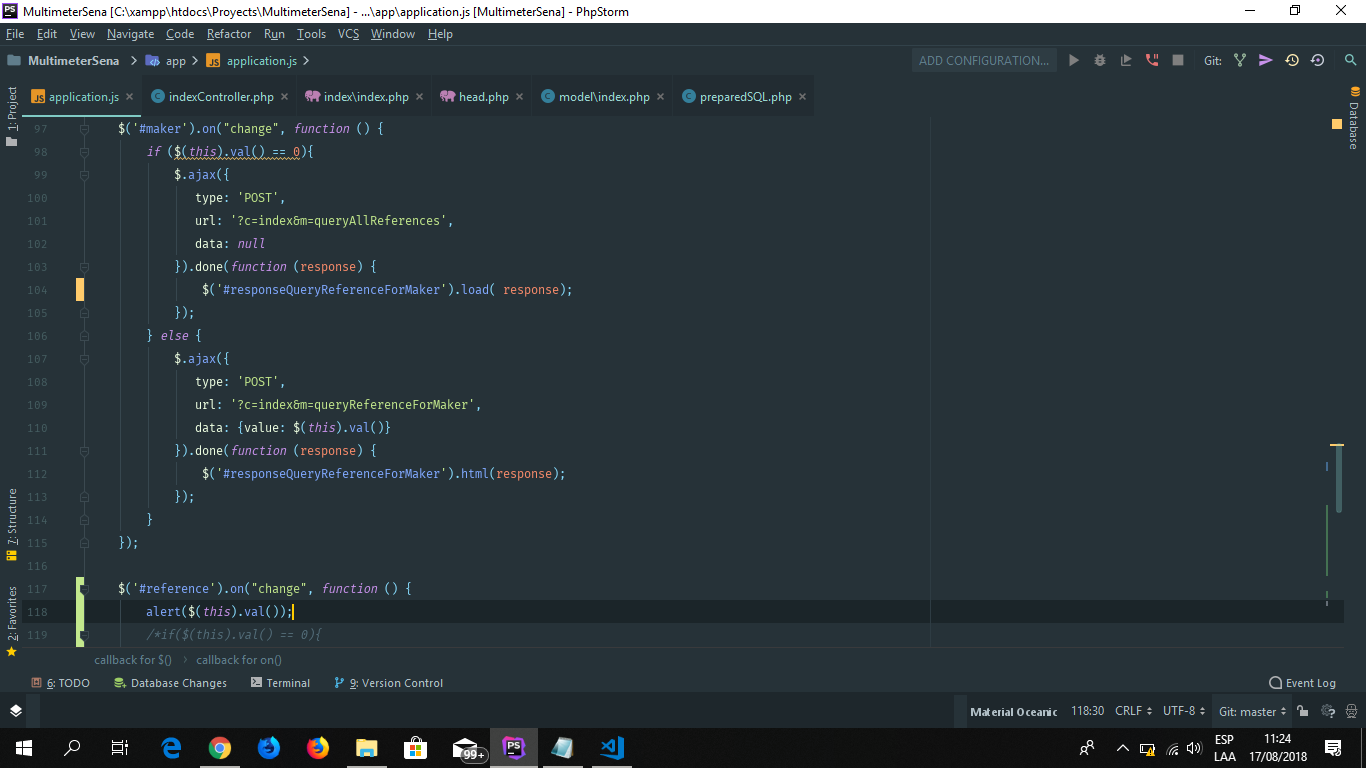 MultimeterSena [C:\xampp\htdocs\Proyects\MultimeterSena] - ...\app\application.js [MultimeterSena] - PhpStorm
File Edit View Navigate Code Refactor Run Tools VCS Window Help
MultimeterSena app application.js ADD CONFIGURATION... Git:
1: Project
application.js indexController.php index\index.php head.php model\index.php preparedSQL.php
Database
97 $('#maker').on("change", function () {
98 if ($(this).val() == 0){
99 $.ajax({
100 type: 'POST',
101 url: '?c=index&m=queryAllReferences',
102 data: null
103 }).done(function (response) {
104 $('#responseQueryReferenceForMaker').load( response);
105 });
106 } else {
107 $.ajax({
108 type: 'POST',
109 url: '?c=index&m=queryReferenceForMaker',
110 data: {value: $(this).val()}
111 }).done(function (response) {
112 $('#responseQueryReferenceForMaker').html(response);
113 });
114 }
115 });
116
117 $('#reference').on("change", function () {
118 alert($(this).val());
119 /*if($(this).val() == 0){
7: Structure
2: Favorites
callback for $() callback for on()
6: TODO Database Changes Terminal 9: Version Control Event Log
Material Oceanic 118:30 CRLF UTF-8 Git: master
PS
99+
ESP
LAA
11:24
17/08/2018